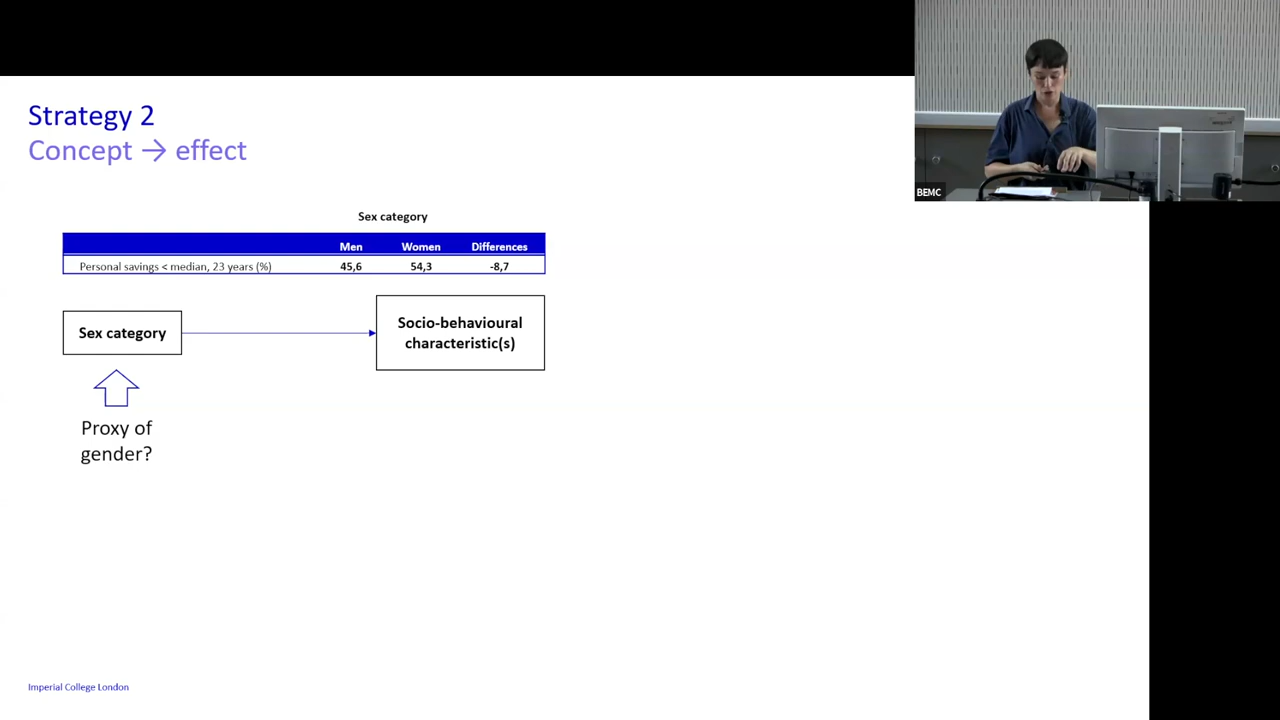 Strategy 2
Concept → effect
Sex category
Men Women Differences
Personal savings < median, 23 years (%) 45,6 54,3 -8,7
Sex category
Socio-behavioural
characteristic(s)
Proxy of
gender?
Imperial College London
BEMC